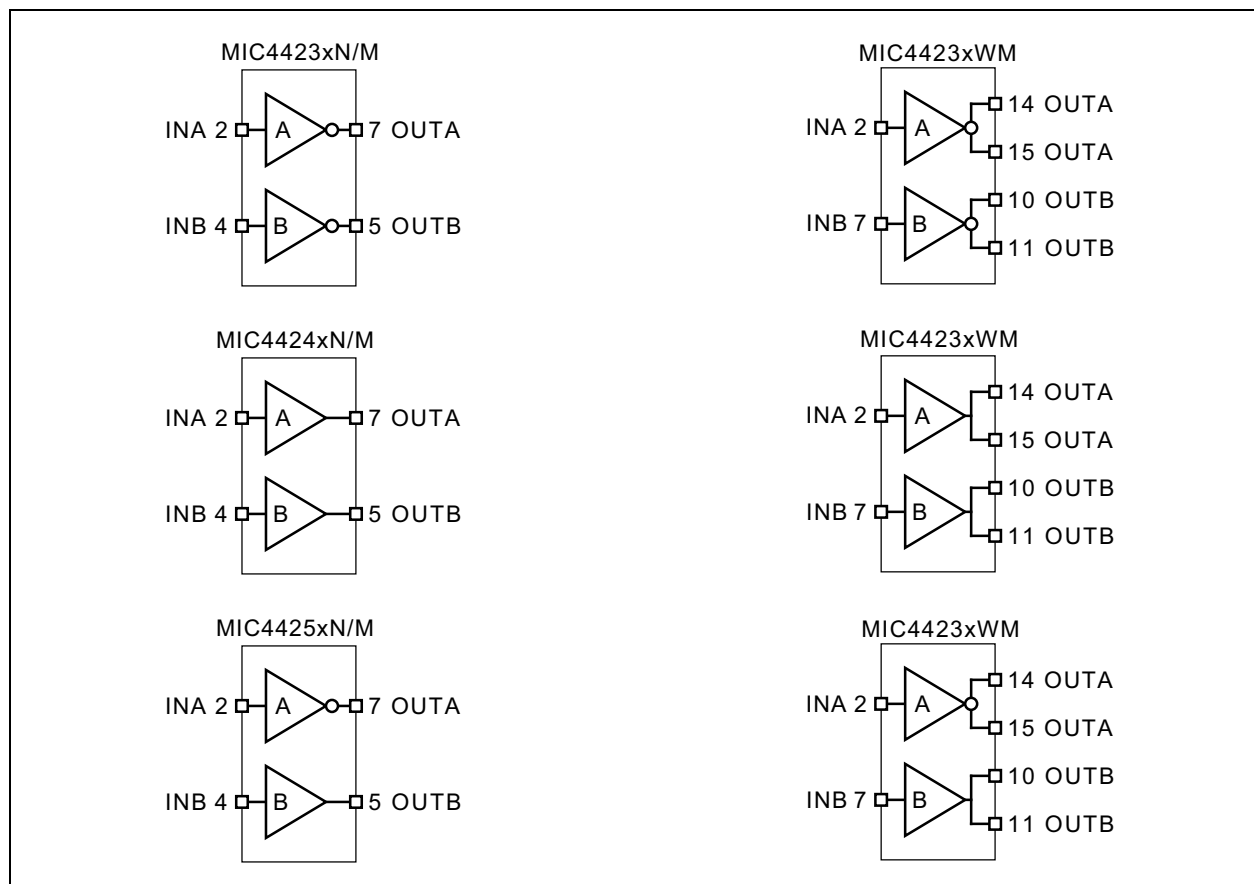 MIC4423xN/M
INA 2
A
7 OUTA
INB 4
B
5 OUTB
MIC4423xWM
INA 2
A
14 OUTA
15 OUTA
INB 7
B
10 OUTB
11 OUTB
MIC4424xN/M
INA 2
A
7 OUTA
INB 4
B
5 OUTB
MIC4423xWM
INA 2
A
14 OUTA
15 OUTA
INB 7
B
10 OUTB
11 OUTB
MIC4425xN/M
INA 2
A
7 OUTA
INB 4
B
5 OUTB
MIC4423xWM
INA 2
A
14 OUTA
15 OUTA
INB 7
B
10 OUTB
11 OUTB